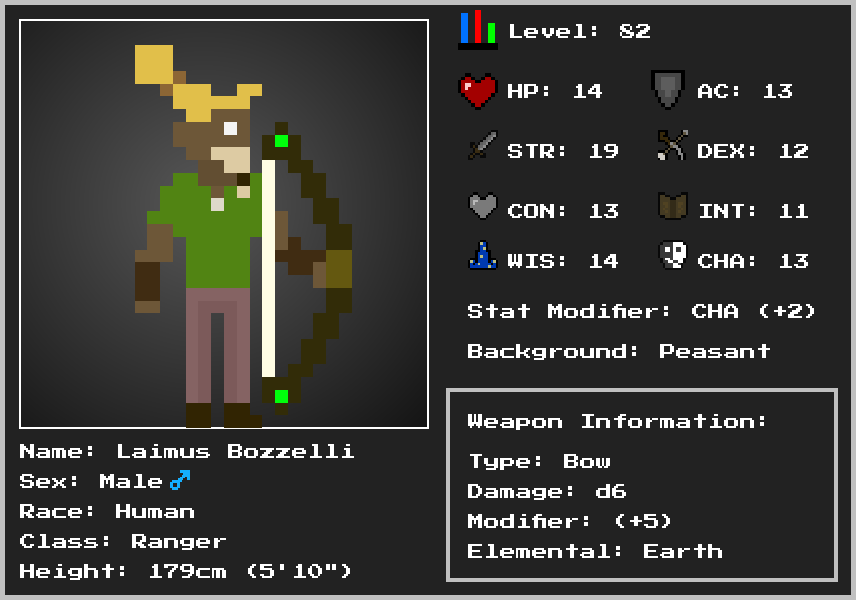 Level: 82
HP: 14
AC: 13
STR: 19
DEX: 12
CON: 13
INT: 11
WIS: 14
CHA: 13
Stat Modifier: CHA (+2)
Background: Peasant
Name: Laimus Bozzelli
Sex: Male ♂
Race: Human
Class: Ranger
Height: 179cm (5'10")
Weapon Information:
Type: Bow
Damage: d6
Modifier: (+5)
Elemental: Earth